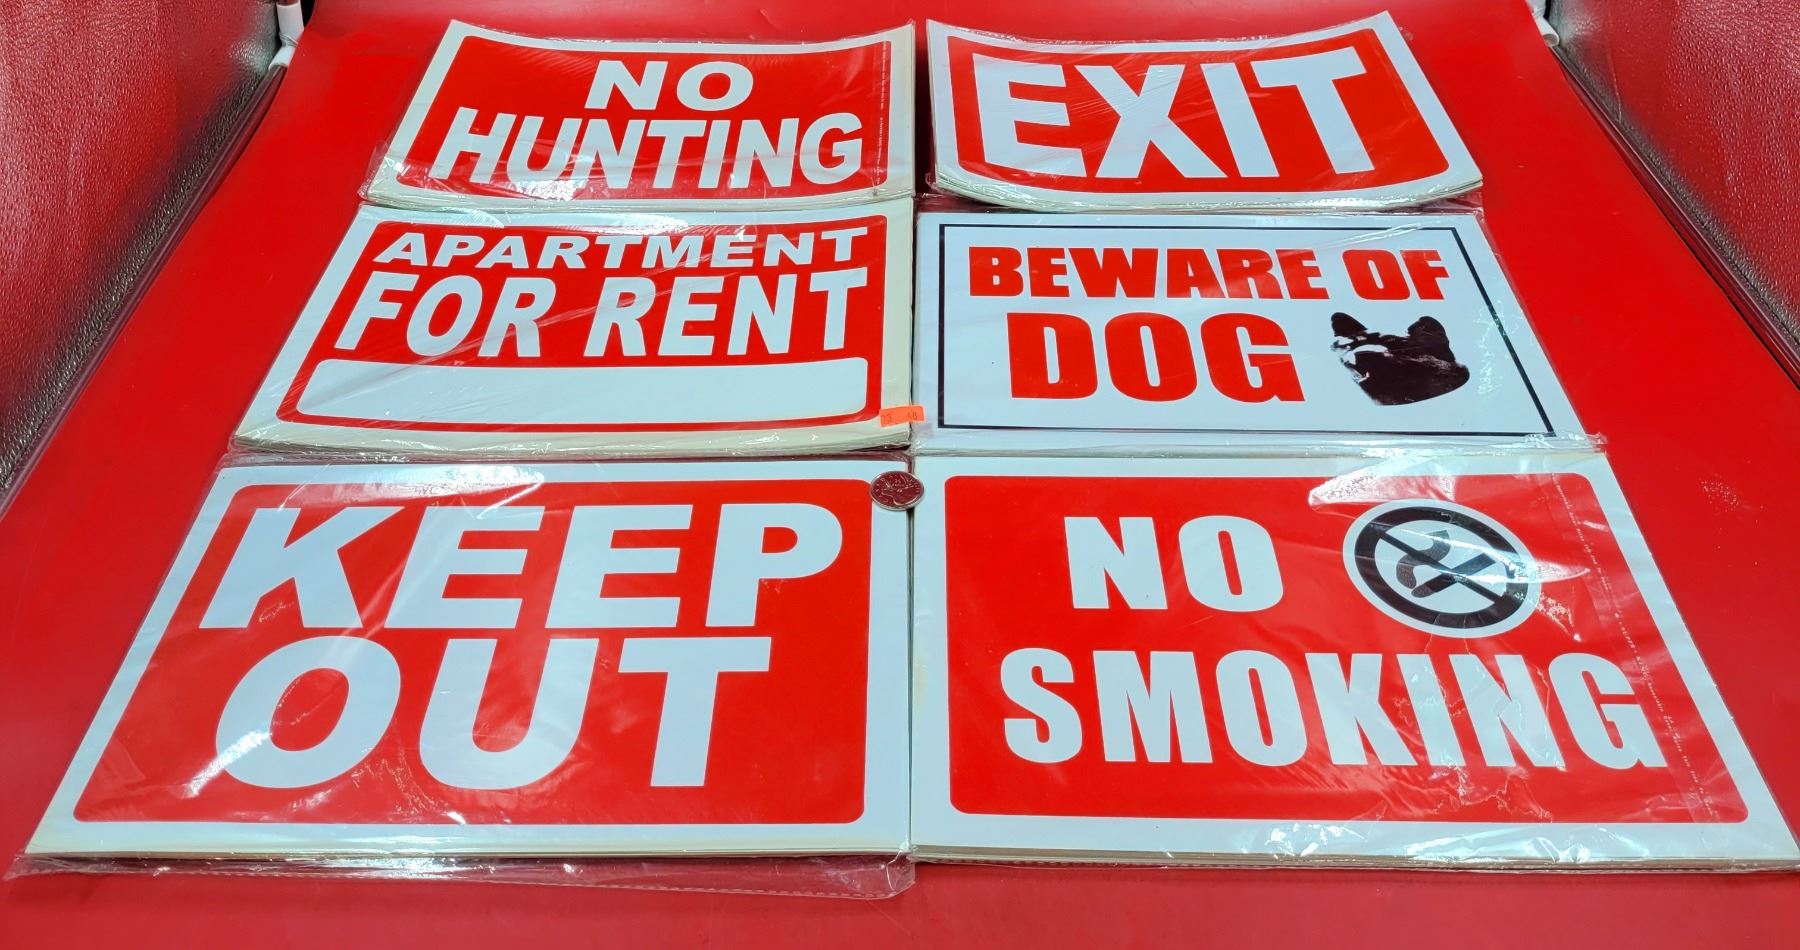 NO
HUNTING
EXIT
APARTMENT
FOR RENT
BEWARE OF
DOG
KEEP
OUT
NO
SMOKING